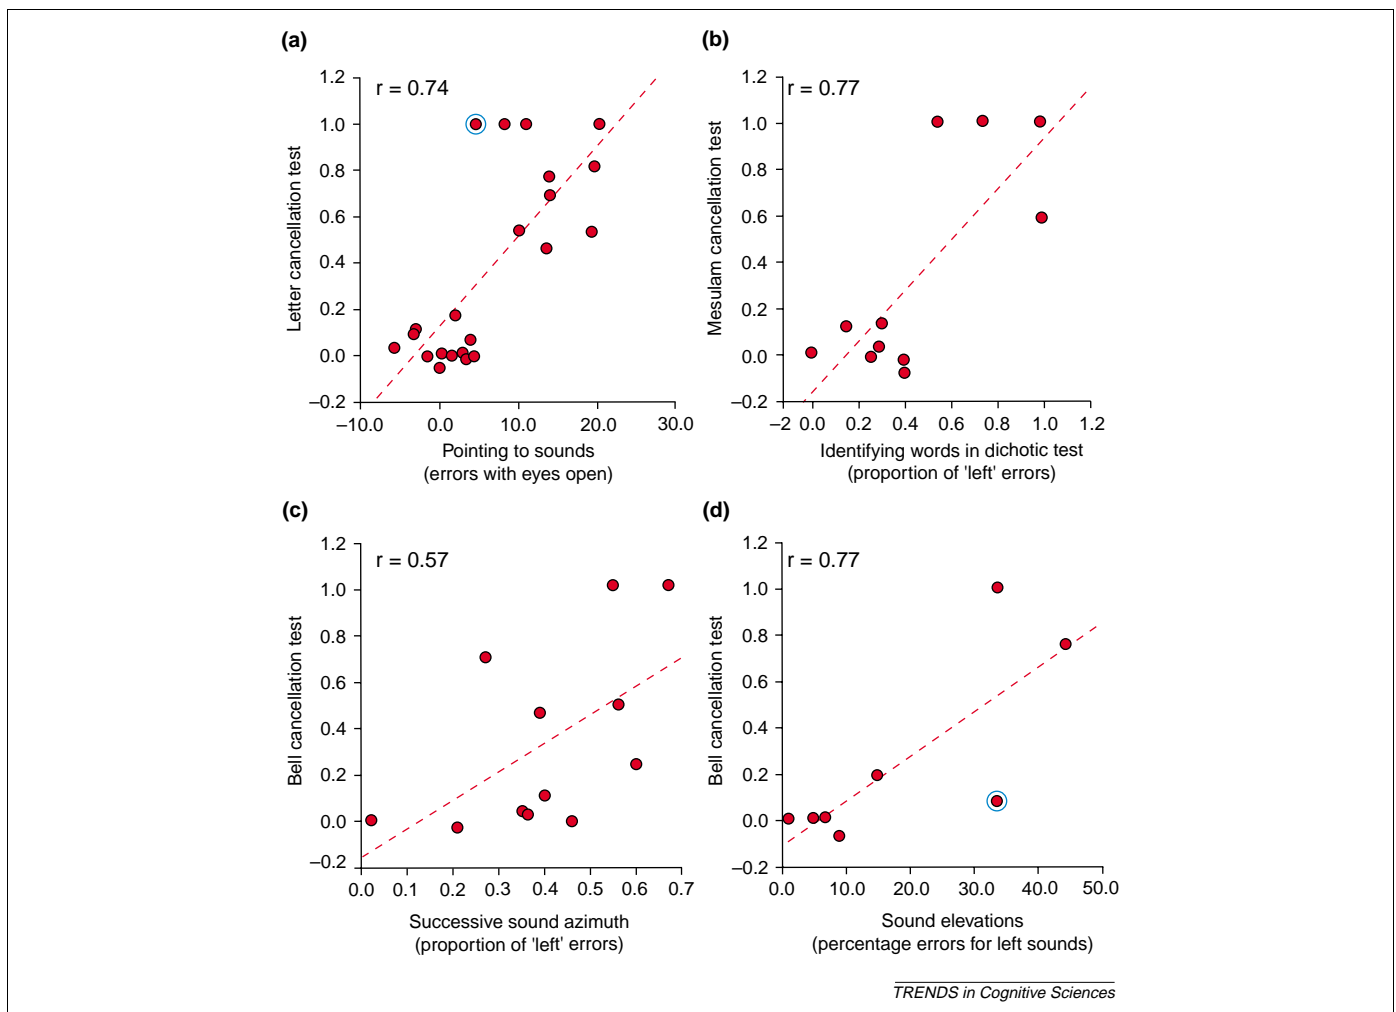 (a)
r = 0.74
1.2
1.0
0.8
0.6
0.4
0.2
0.0
–0.2
Letter cancellation test
–10.0 0.0 10.0 20.0 30.0
Pointing to sounds
(errors with eyes open)
(b)
r = 0.77
1.2
1.0
0.8
0.6
0.4
0.2
0.0
–0.2
Mesulam cancellation test
–2 0.0 0.2 0.4 0.6 0.8 1.0 1.2
Identifying words in dichotic test
(proportion of 'left' errors)
(c)
r = 0.57
1.2
1.0
0.8
0.6
0.4
0.2
0.0
–0.2
Bell cancellation test
0.0 0.1 0.2 0.3 0.4 0.5 0.6 0.7
Successive sound azimuth
(proportion of 'left' errors)
(d)
r = 0.77
1.2
1.0
0.8
0.6
0.4
0.2
0.0
–0.2
Bell cancellation test
0.0 10.0 20.0 30.0 40.0 50.0
Sound elevations
(percentage errors for left sounds)
TRENDS in Cognitive Sciences